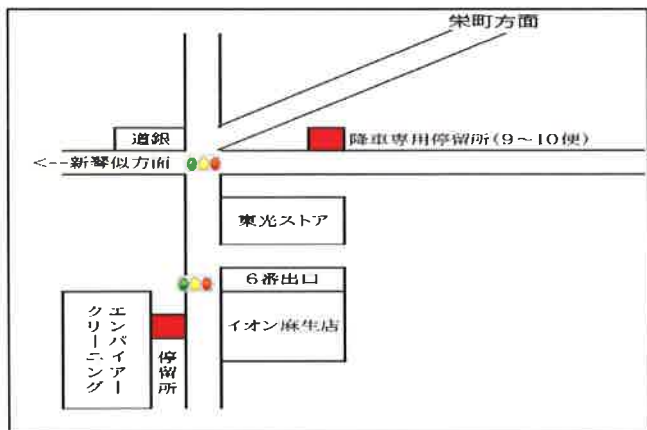 栄町方面
道銀
降車専用停留所(9～10便)
<--新琴似方面
東光ストア
6番出口
イオン麻生店
エンパイアー
クリーニング
停留所